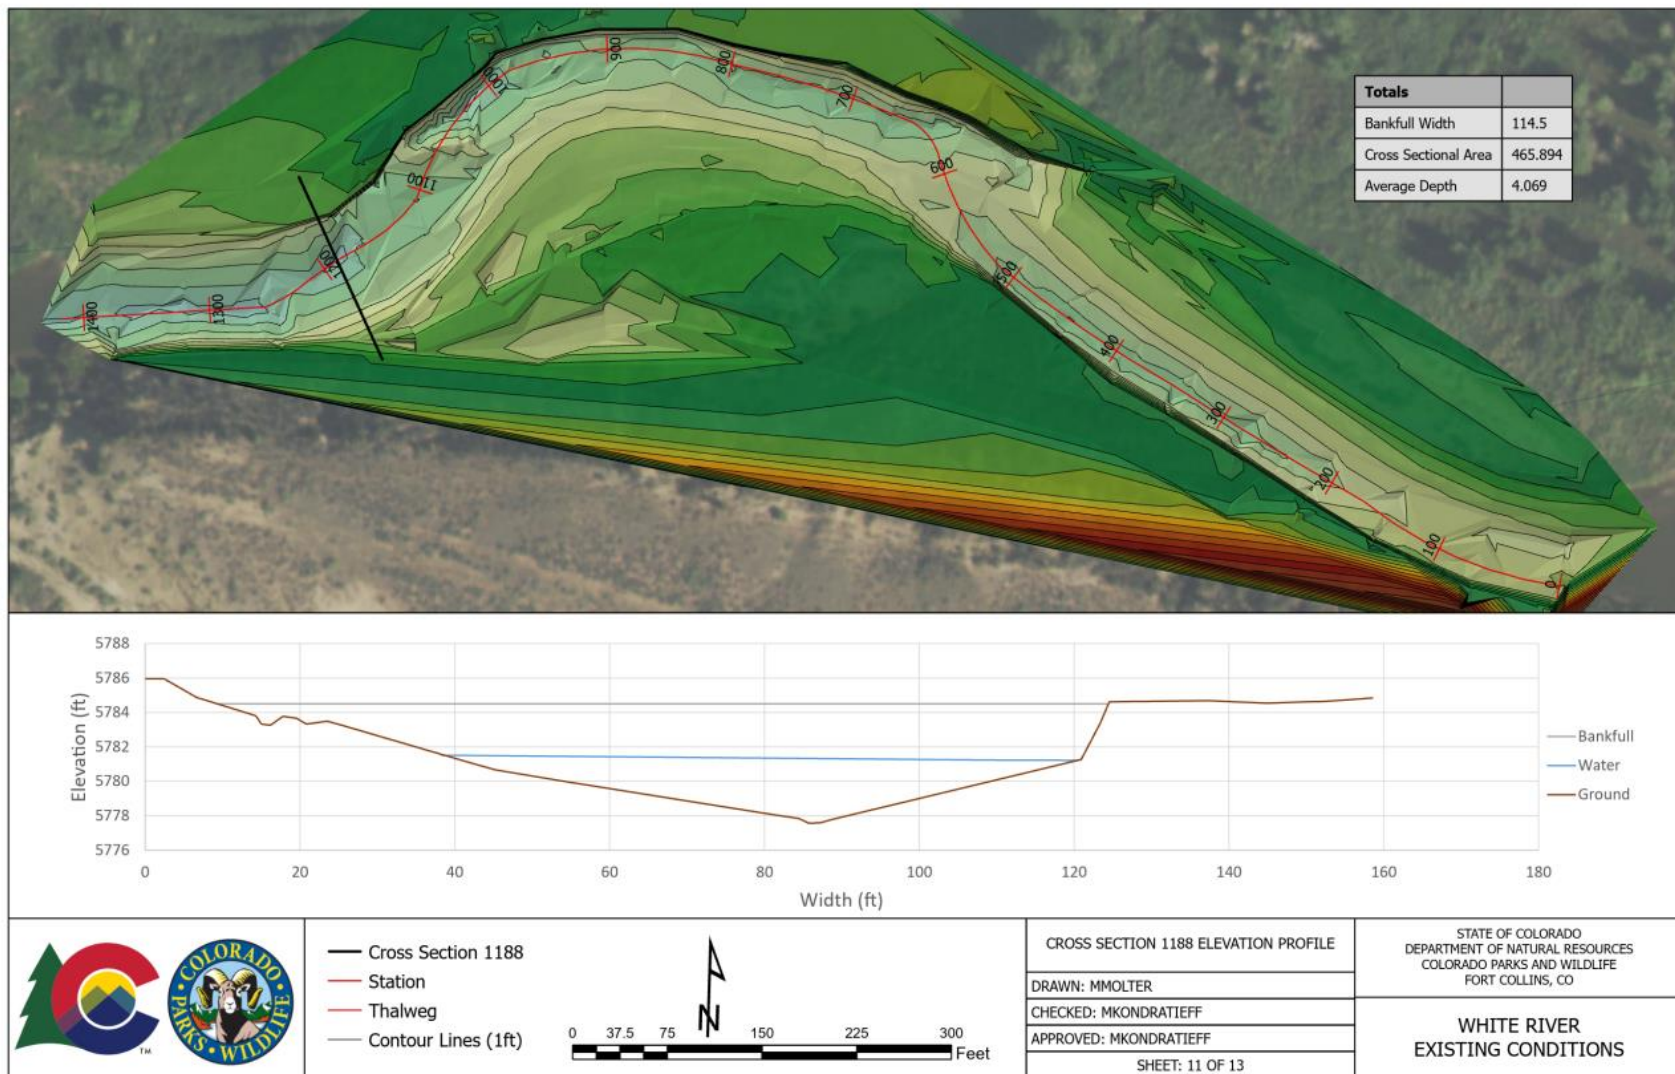 1400
1300
1200
1100
1000
900
800
700
600
500
400
300
200
100
0
Totals
Bankfull Width 114.5
Cross Sectional Area 465.894
Average Depth 4.069
5788
5786
5784
5782
5780
5778
5776
Elevation (ft)
0 20 40 60 80 100 120 140 160 180
Width (ft)
Bankfull
Water
Ground
COLORADO
PARKS • WILDLIFE
TM
Cross Section 1188
Station
Thalweg
Contour Lines (1ft)
N
0 37.5 75 150 225 300
Feet
CROSS SECTION 1188 ELEVATION PROFILE
DRAWN: MMOLTER
CHECKED: MKONDRATIEFF
APPROVED: MKONDRATIEFF
SHEET: 11 OF 13
STATE OF COLORADO
DEPARTMENT OF NATURAL RESOURCES
COLORADO PARKS AND WILDLIFE
FORT COLLINS, CO
WHITE RIVER
EXISTING CONDITIONS